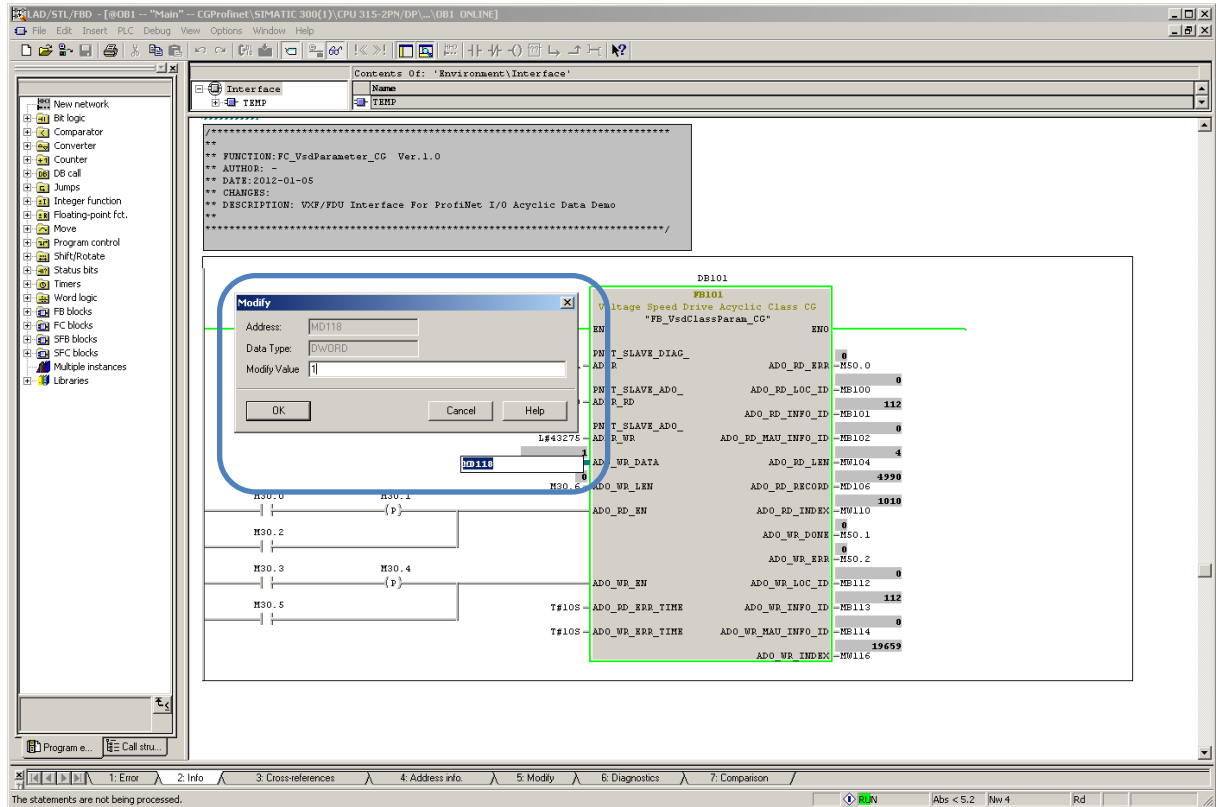 LAD/STL/FBD - [@OB1 -- "Main" -- CGProfinet\SIMATIC 300(1)\CPU 315-2PN/DP\...\OB1 ONLINE]
File Edit Insert PLC Debug View Options Window Help
Contents Of: 'Environment\Interface'
Interface
TEMP
Name
TEMP
New network
Bit logic
Comparator
Converter
Counter
DB call
Jumps
Integer function
Floating-point fct.
Move
Program control
Shift/Rotate
Status bits
Timers
Word logic
FB blocks
FC blocks
SFB blocks
SFC blocks
Multiple instances
Libraries
Program e...
Call stru...
/******************************************************************************
**
** FUNCTION:FC_VsdParameter_CG Ver.1.0
** AUTHOR: -
** DATE:2012-01-05
** CHANGES:
** DESCRIPTION: VXF/FDU Interface For ProfiNet I/O Acyclic Data Demo
**
******************************************************************************/
Modify
Address: MD118
Data Type: DWORD
Modify Value 1
OK Cancel Help
DB101
FB101
Voltage Speed Drive Acyclic Class CG
"FB_VsdClassParam_CG"
EN ENO
PNET_SLAVE_DIAG_
0
ADO_RD_ERR M50.0
PNET_SLAVE_ADO_
0
ADDR_RD ADO_RD_LOC_ID MB100
112
ADO_RD_INFO_ID MB101
PNET_SLAVE_ADO_
0
L#43275 ADDR_WR ADO_RD_MAU_INFO_ID MB102
1 4
MD118 ADO_WR_DATA ADO_RD_LEN MW104
0 4990
M30.6 ADO_WR_LEN ADO_RD_RECORD MD106
M30.0 M30.1 1010
(P) ADO_RD_EN ADO_RD_INDEX MW110
M30.2 0
ADO_WR_DONE M50.1
0
ADO_WR_ERR M50.2
M30.3 M30.4 0
(P) ADO_WR_EN ADO_WR_LOC_ID MB112
M30.5 112
T#10S ADO_RD_ERR_TIME ADO_WR_INFO_ID MB113
0
T#10S ADO_WR_ERR_TIME ADO_WR_MAU_INFO_ID MB114
19659
ADO_WR_INDEX MW116
1: Error 2: Info 3: Cross-references 4: Address info. 5: Modify 6: Diagnostics 7: Comparison
The statements are not being processed. RUN Abs < 5.2 Nw 4 Rd